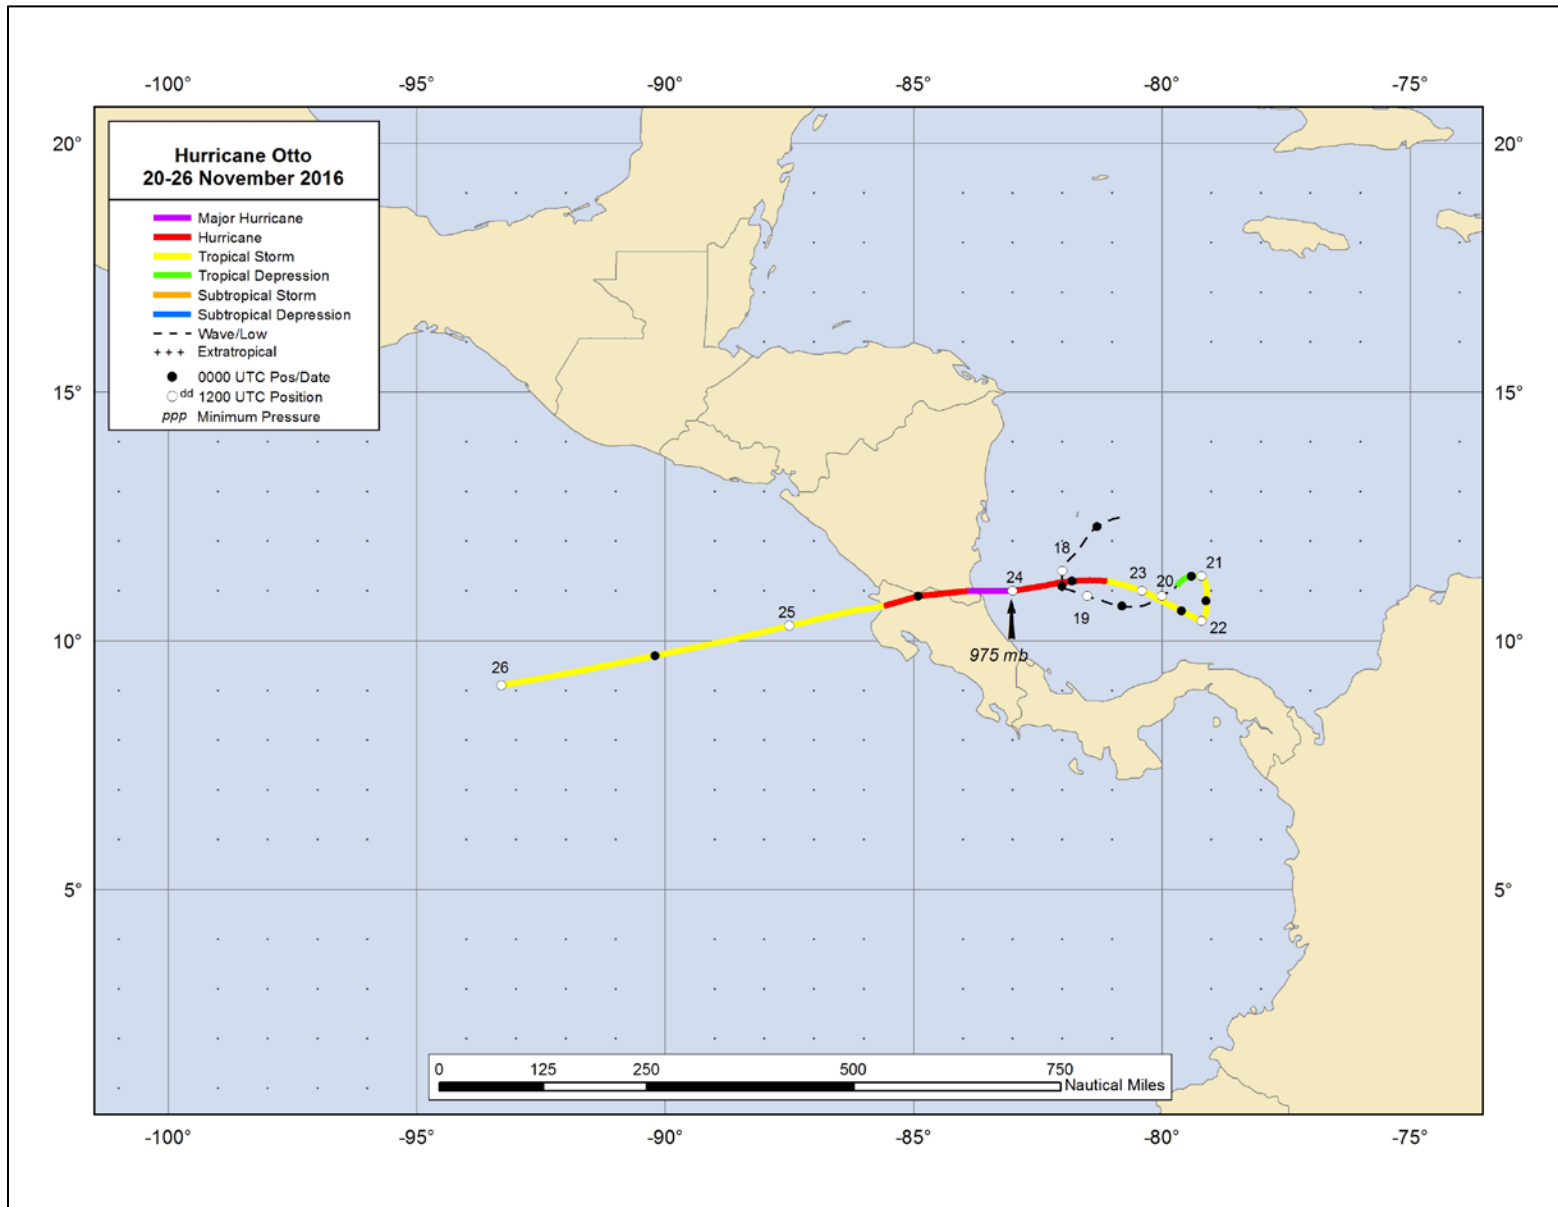 -100° -95° -90° -85° -80° -75°
20° 20°
Hurricane Otto
20-26 November 2016
Major Hurricane
Hurricane
Tropical Storm
Tropical Depression
Subtropical Storm
Subtropical Depression
Wave/Low
+++ Extratropical
0000 UTC Pos/Date
dd 1200 UTC Position
ppp Minimum Pressure
15° 15°
18
24 23 20 21
19
25 22
10° 10°
975 mb
26
5° 5°
0 125 250 500 750
Nautical Miles
-100° -95° -90° -85° -80° -75°